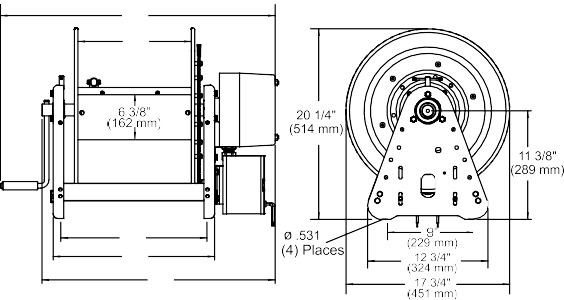 6 3/8"
(162 mm)
20 1/4"
(514 mm)
11 3/8"
(289 mm)
ø .531
(4) Places
9"
(229 mm)
12 3/4"
(324 mm)
17 3/4"
(451 mm)